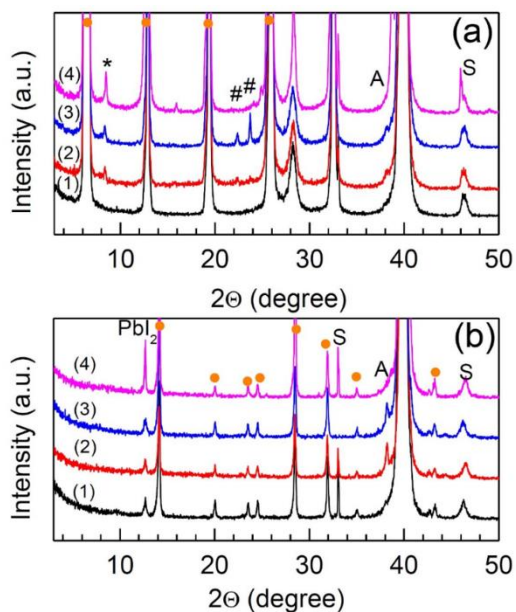 (a)
Intensity (a.u.)
(4)
*
#
#
A
S
(3)
(2)
(1)
10
20
30
40
50
2Θ (degree)
(b)
Intensity (a.u.)
PbI2
S
A
S
(4)
(3)
(2)
(1)
10
20
30
40
50
2Θ (degree)